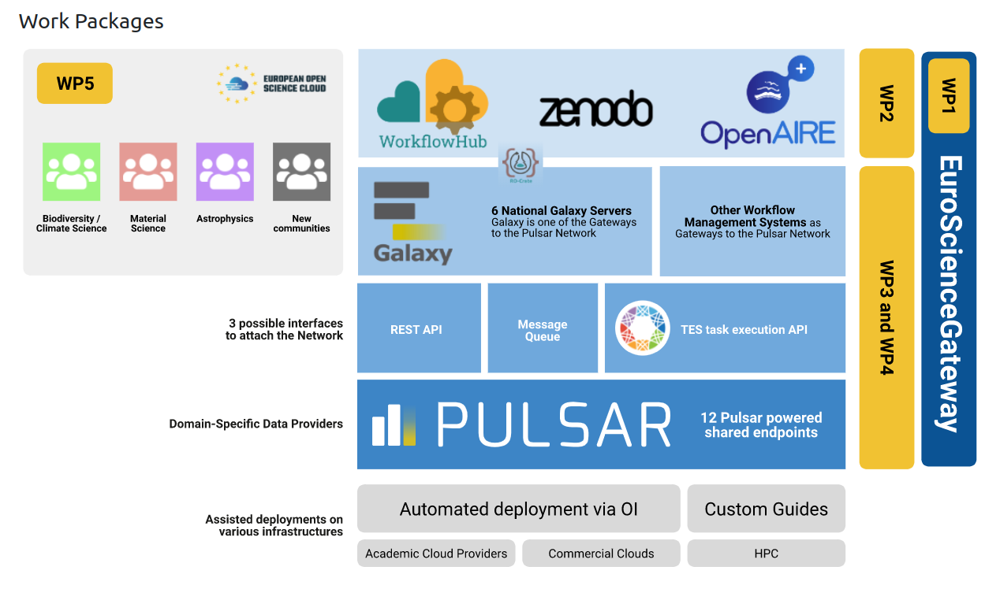 Work Packages
WP5
EUROPEAN OPEN
SCIENCE CLOUD
Biodiversity /
Climate Science
Material
Science
Astrophysics
New
communities
WorkflowHub
zenodo
OpenAIRE
RO-Crate
Galaxy
6 National Galaxy Servers
Galaxy is one of the Gateways
to the Pulsar Network
Other Workflow
Management Systems as
Gateways to the Pulsar Network
3 possible interfaces
to attach the Network
REST API
Message
Queue
TES task execution API
Domain-Specific Data Providers
PULSAR
12 Pulsar powered
shared endpoints
Assisted deployments on
various infrastructures
Automated deployment via OI
Custom Guides
Academic Cloud Providers
Commercial Clouds
HPC
WP2
WP3 and WP4
WP1
EuroScienceGateway